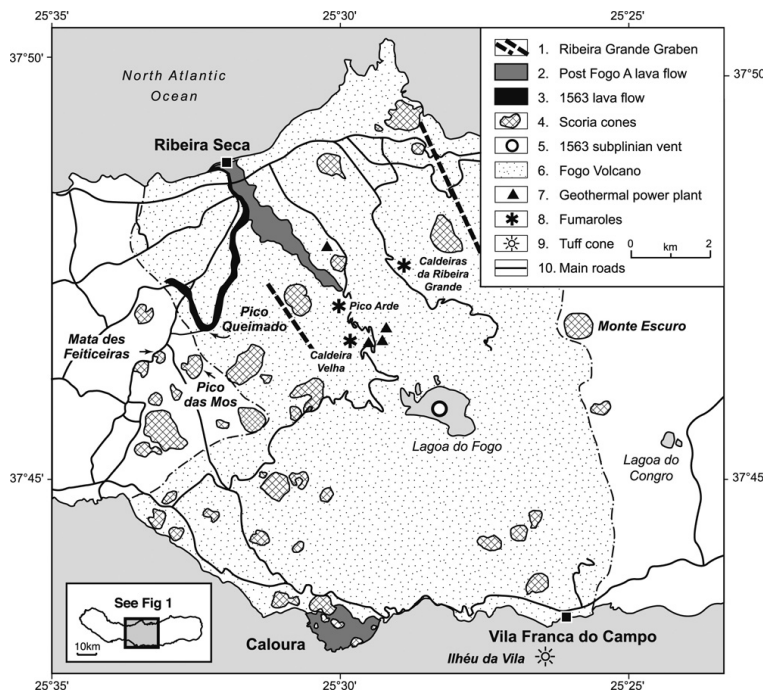 25°35'
25°30'
37°50'
37°50'
North Atlantic
Ocean
1. Ribeira Grande Graben
2. Post Fogo A lava flow
3. 1563 lava flow
4. Scoria cones
5. 1563 subplinian vent
6. Fogo Volcano
7. Geothermal power plant
8. Fumaroles
9. Tuff cone
0 2
km
10. Main roads
Ribeira Seca
Caldeiras
da Ribeira
Grande
Pico Arde
Pico
Queimado
Monte Escuro
Mata des
Feiticeiras
Caldeira
Velha
Pico
das Mos
Lagoa do Fogo
Lagoa do
Congro
37°45'
37°45'
See Fig 1
10km
Caloura
Vila Franca do Campo
Ilhéu da Vila
25°35'
25°30'
25°25'